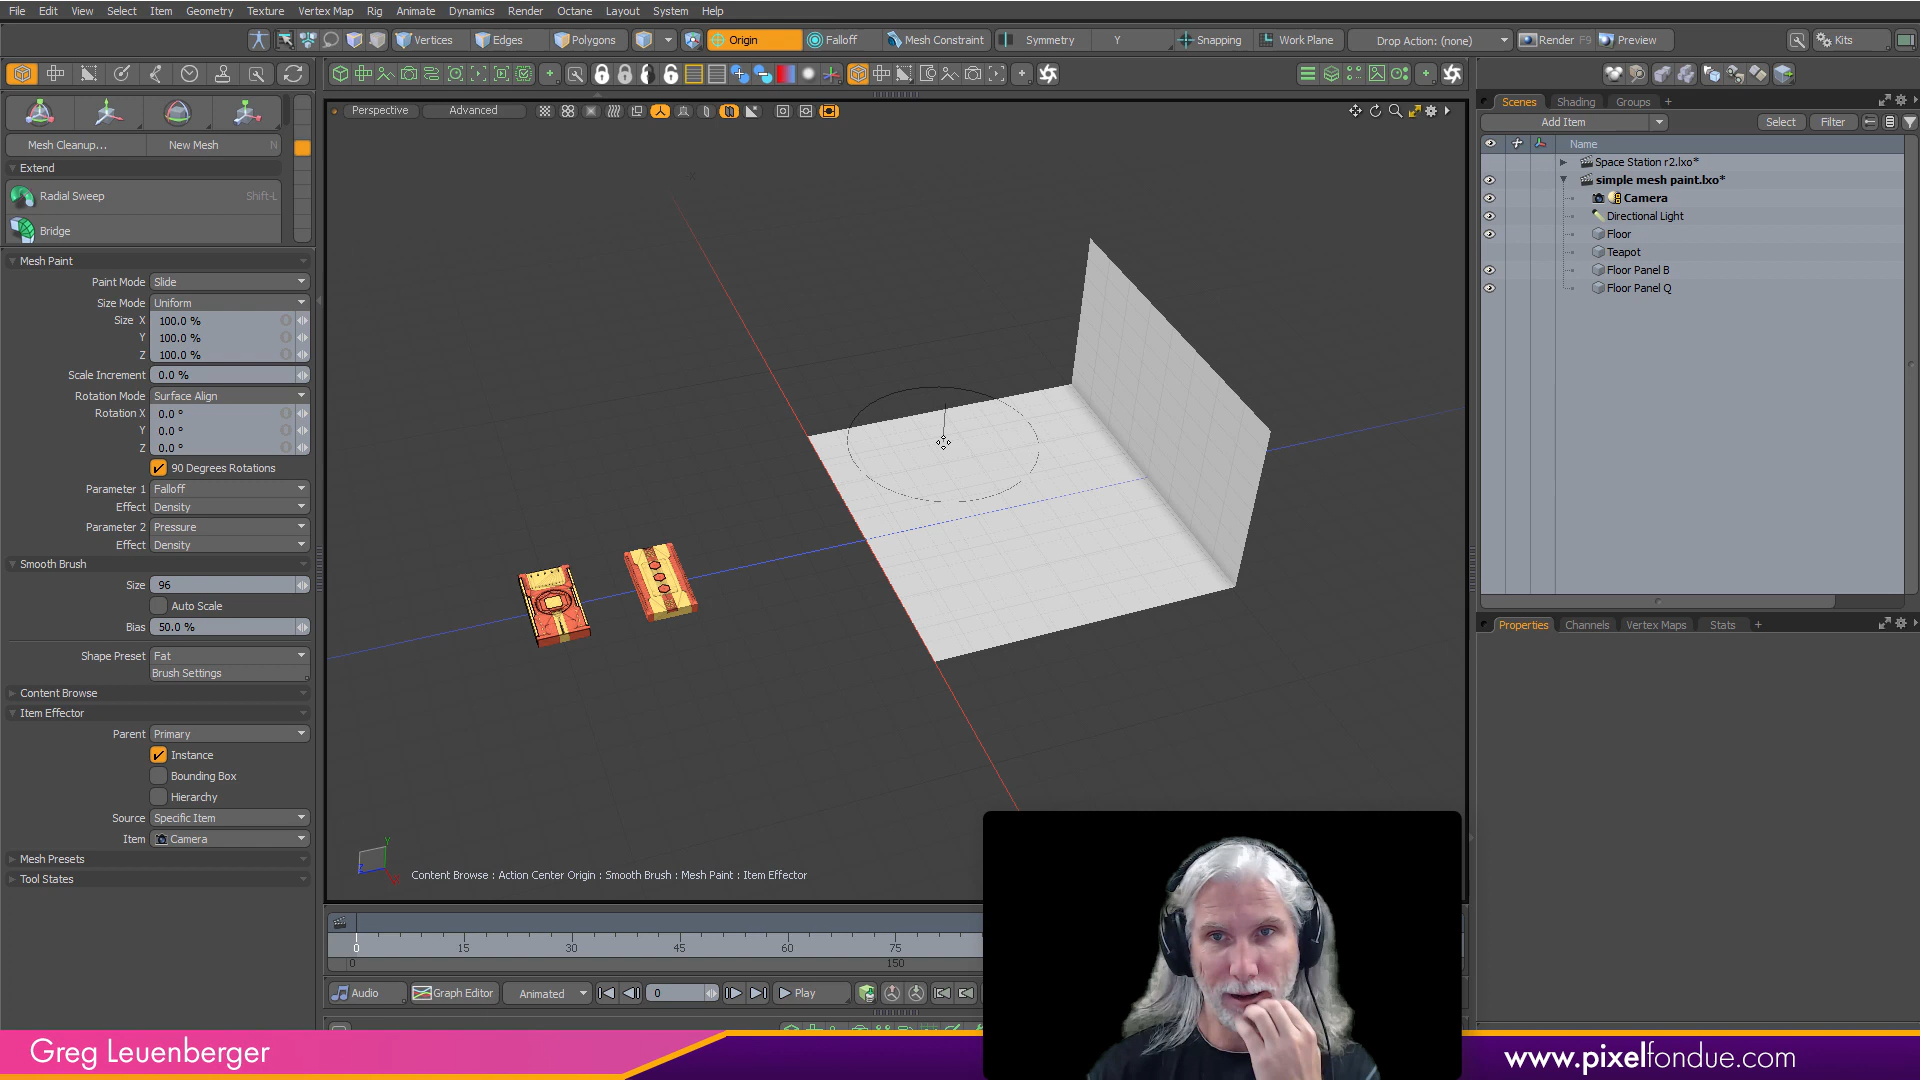 File Edit View Select Item Geometry Texture Vertex Map Rig Animate Dynamics Render Octane Layout System Help
Vertices Edges Polygons Origin Falloff Mesh Constraint Symmetry Y Snapping Work Plane Drop Action: (none) Render F9 Preview Kits
Perspective Advanced
Scenes Shading Groups +
Add Item Select Filter
Name
Space Station r2.lxo*
simple mesh paint.lxo*
Camera
Directional Light
Floor
Teapot
Floor Panel B
Floor Panel Q
Properties Channels Vertex Maps Stats +
Mesh Cleanup... New Mesh N
Extend
Radial Sweep Shift-L
Bridge
Mesh Paint
Paint Mode Slide
Size Mode Uniform
Size X 100.0 %
Y 100.0 %
Z 100.0 %
Scale Increment 0.0 %
Rotation Mode Surface Align
Rotation X 0.0 °
Y 0.0 °
Z 0.0 °
90 Degrees Rotations
Parameter 1 Falloff
Effect Density
Parameter 2 Pressure
Effect Density
Smooth Brush
Size 96
Auto Scale
Bias 50.0 %
Shape Preset Fat
Brush Settings
Content Browse
Item Effector
Parent Primary
Instance
Bounding Box
Hierarchy
Source Specific Item
Item Camera
Mesh Presets
Tool States
Content Browse : Action Center Origin : Smooth Brush : Mesh Paint : Item Effector
0 15 30 45 60 75
0 150
Audio Graph Editor Animated 0 Play
Greg Leuenberger
www.pixelfondue.com